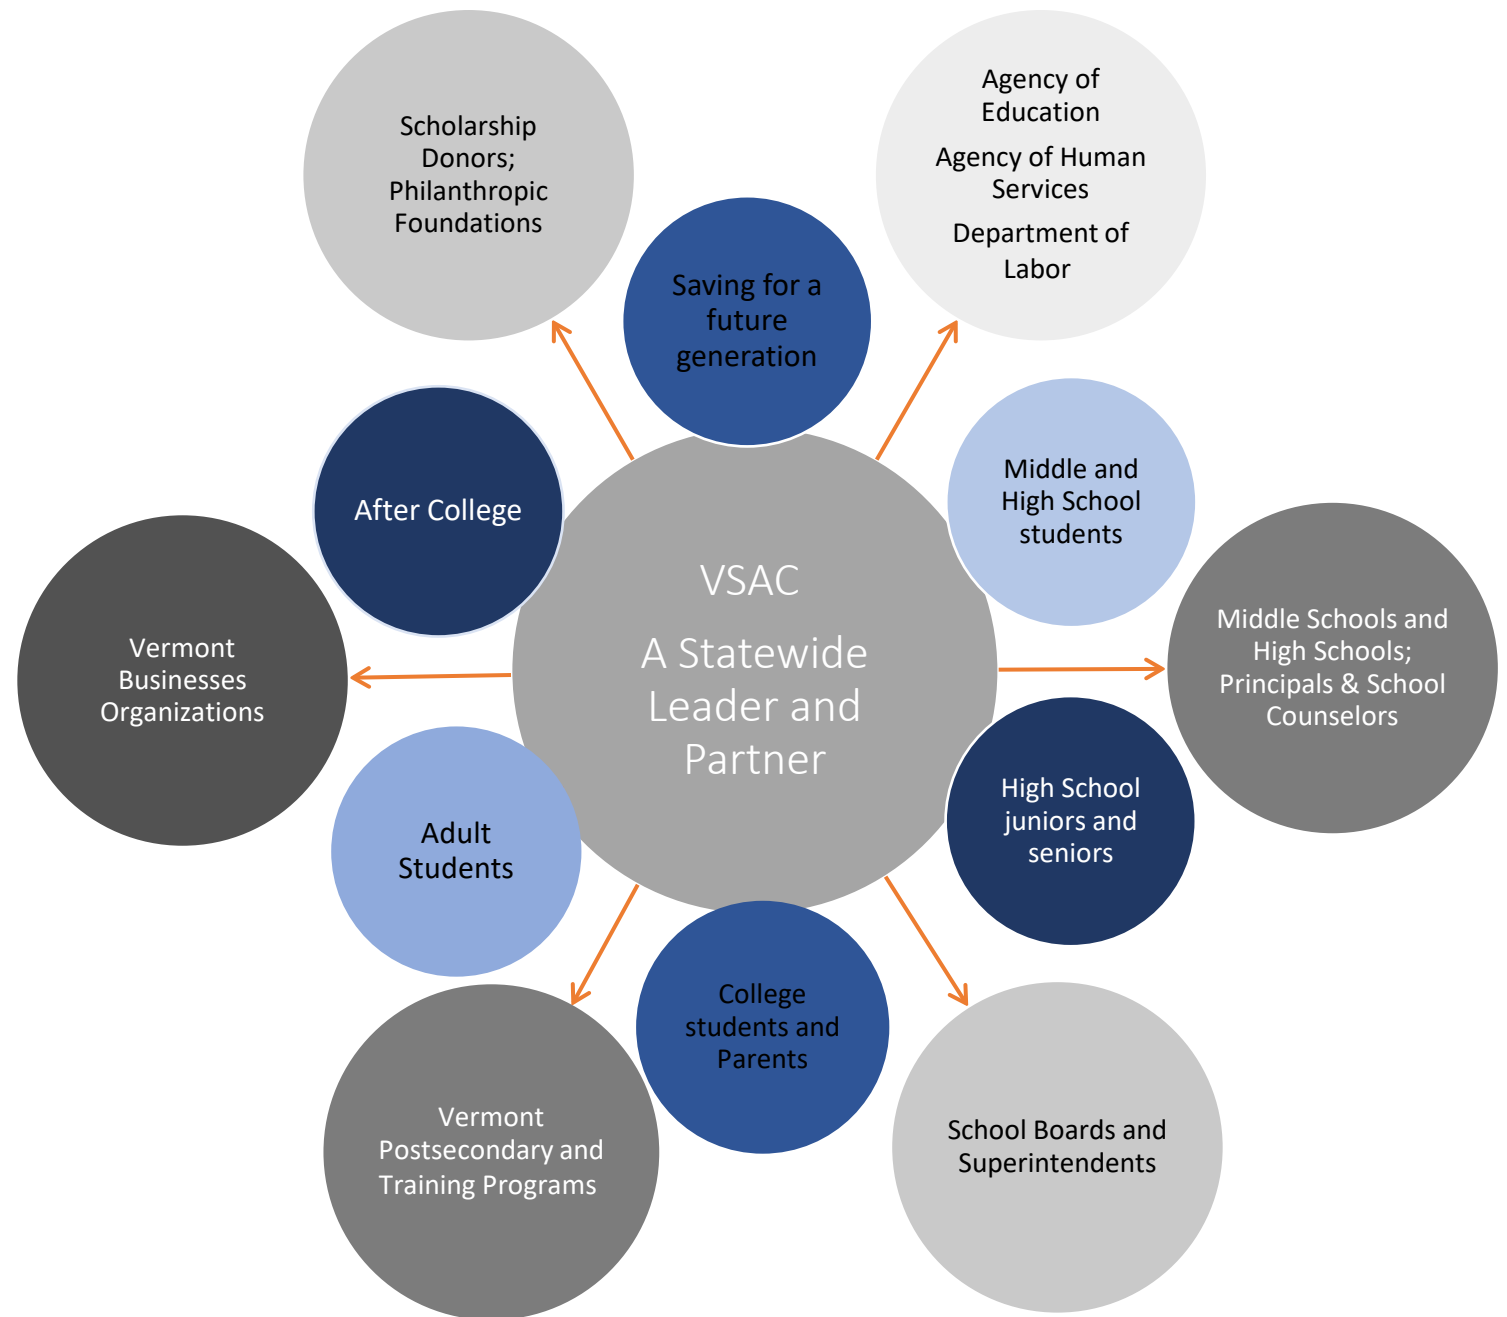 Scholarship
Donors;
Philanthropic
Foundations
Agency of
Education
Agency of Human
Services
Department of
Labor
Saving for a
future
generation
After College
Middle and
High School
students
VSAC
A Statewide
Leader and
Partner
Vermont
Businesses
Organizations
Middle Schools and
High Schools;
Principals & School
Counselors
Adult
Students
High School
juniors and
seniors
College
students and
Parents
Vermont
Postsecondary and
Training Programs
School Boards and
Superintendents